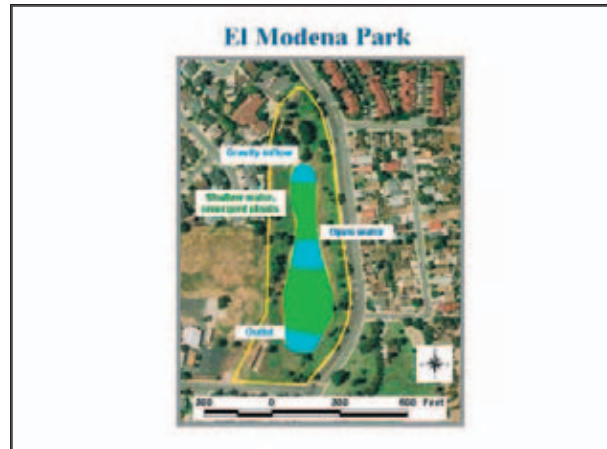 El Modena Park
Gravity inflow
Shallow water,
emergent plants
Open water
Outlet
300 0 300 600 Feet